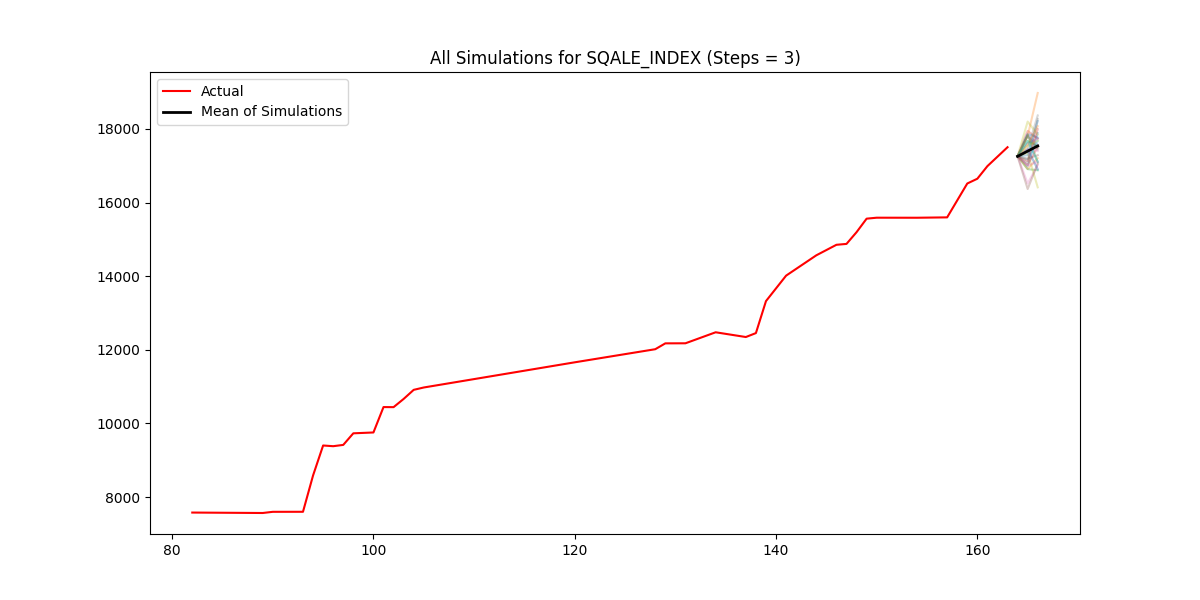 All Simulations for SQALE_INDEX (Steps = 3)
Actual
Mean of Simulations
18000
16000
14000
12000
10000
8000
80 100 120 140 160